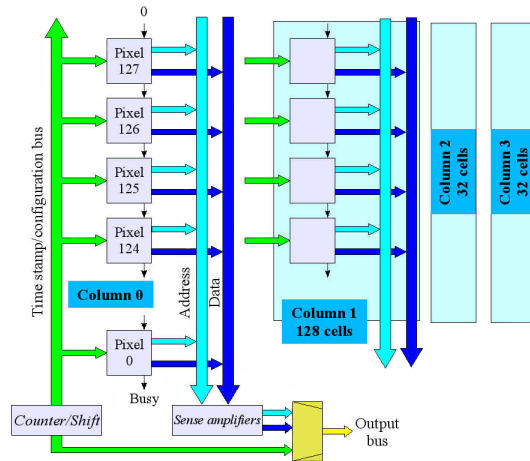 0
Pixel
127
Pixel
126
Pixel
125
Pixel
124
Column 0
Pixel
0
Busy
Time stamp/configuration bus
Address
Data
Column 1
128 cells
Column 2
32 cells
Column 3
32 cells
Counter/Shift
Sense amplifiers
Output
bus